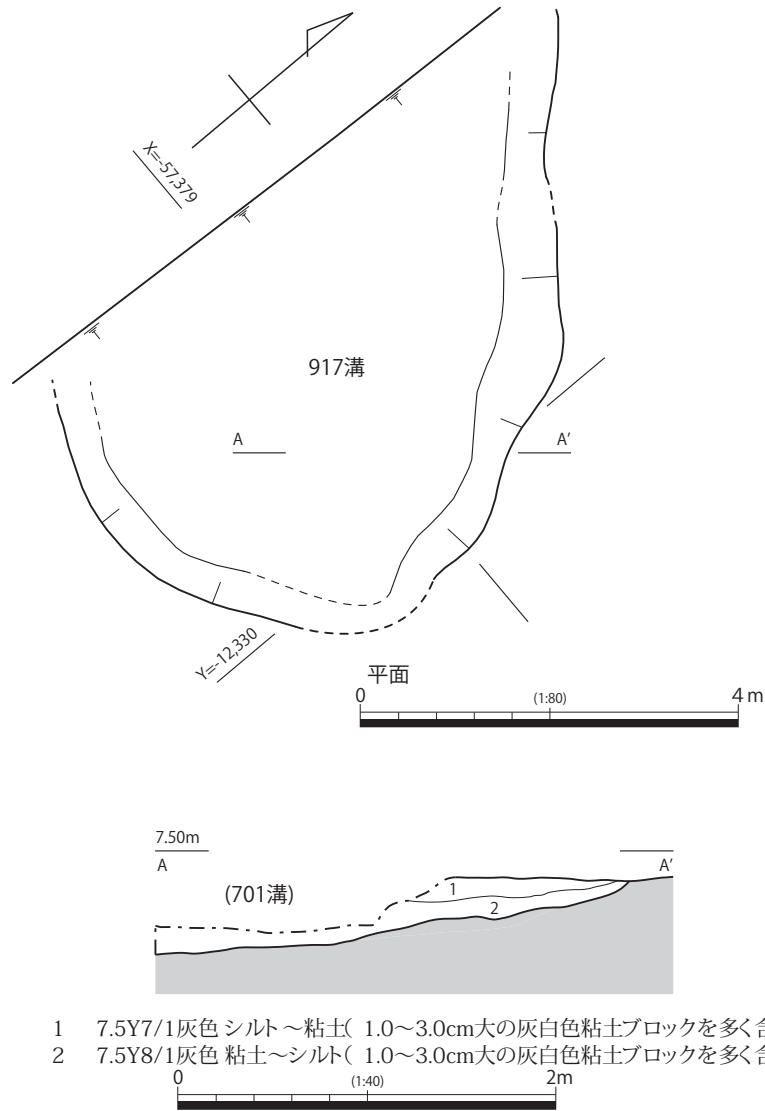 X=-57,379
917溝
A A’
Y=-12,330
平面
0 (1:80) 4 m
7.50m
A A’
(701溝)
1
2
1 7.5Y7/1灰色 シルト～粘土( 1.0～3.0cm大の灰白色粘土ブロックを多く含
2 7.5Y8/1灰色 粘土～シルト( 1.0～3.0cm大の灰白色粘土ブロックを多く含
0 (1:40) 2m